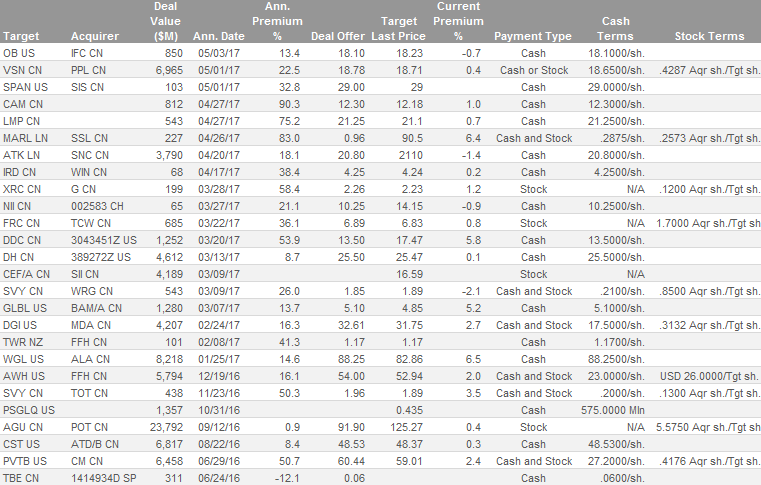 Deal Ann. Target Current
Value Premium Premium Cash
Target Acquirer ($M) Ann. Date % Deal Offer Last Price % Payment Type Terms Stock Terms
OB US IFC CN 850 05/03/17 13.4 18.10 18.23 -0.7 Cash 18.1000/sh.
VSN CN PPL CN 6,965 05/01/17 22.5 18.78 18.71 0.4 Cash or Stock 18.6500/sh. .4287 Aqr sh./Tgt sh.
SPAN US SIS CN 103 05/01/17 32.8 29.00 29 Cash 29.0000/sh.
CAM CN 812 04/27/17 90.3 12.30 12.18 1.0 Cash 12.3000/sh.
LMP CN 543 04/27/17 75.2 21.25 21.1 0.7 Cash 21.2500/sh.
MARL LN SSL CN 227 04/26/17 83.0 0.96 90.5 6.4 Cash and Stock .2875/sh. .2573 Aqr sh./Tgt sh.
ATK LN SNC CN 3,790 04/20/17 18.1 20.80 2110 -1.4 Cash 20.8000/sh.
IRD CN WIN CN 68 04/17/17 38.4 4.25 4.24 0.2 Cash 4.2500/sh.
XRC CN G CN 199 03/28/17 58.4 2.26 2.23 1.2 Stock N/A .1200 Aqr sh./Tgt sh.
NII CN 002583 CH 65 03/27/17 21.1 10.25 14.15 -0.9 Cash 10.2500/sh.
FRC CN TCW CN 685 03/22/17 36.1 6.89 6.83 0.8 Stock N/A 1.7000 Aqr sh./Tgt sh
DDC CN 3043451Z US 1,252 03/20/17 53.9 13.50 17.47 5.8 Cash 13.5000/sh.
DH CN 389272Z US 4,612 03/13/17 8.7 25.50 25.47 0.1 Cash 25.5000/sh.
CEF/A CN SII CN 4,189 03/09/17 16.59 Stock N/A
SVY CN WRG CN 543 03/09/17 26.0 1.85 1.89 -2.1 Cash and Stock .2100/sh. .8500 Aqr sh./Tgt sh.
GLBL US BAM/A CN 1,280 03/07/17 13.7 5.10 4.85 5.2 Cash 5.1000/sh.
DGI US MDA CN 4,207 02/24/17 16.3 32.61 31.75 2.7 Cash and Stock 17.5000/sh. .3132 Aqr sh./Tgt sh.
TWR NZ FFH CN 101 02/08/17 41.3 1.17 1.17 Cash 1.1700/sh.
WGL US ALA CN 8,218 01/25/17 14.6 88.25 82.86 6.5 Cash 88.2500/sh.
AWH US FFH CN 5,794 12/19/16 16.1 54.00 52.94 2.0 Cash and Stock 23.0000/sh. USD 26.0000/Tgt sh.
SVY CN TOT CN 438 11/23/16 50.3 1.96 1.89 3.5 Cash and Stock .2000/sh. .1300 Aqr sh./Tgt sh.
PSGLQ US 1,357 10/31/16 0.435 Cash 575.0000 Mln
AGU CN POT CN 23,792 09/12/16 0.9 91.90 125.27 0.4 Stock N/A 5.5750 Aqr sh./Tgt sh
CST US ATD/B CN 6,817 08/22/16 8.4 48.53 48.37 0.3 Cash 48.5300/sh.
PVTB US CM CN 6,458 06/29/16 50.7 60.44 59.01 2.4 Cash and Stock 27.2000/sh. .4176 Aqr sh./Tgt sh.
TBE CN 1414934D SP 311 06/24/16 -12.1 0.06 Cash .0600/sh.